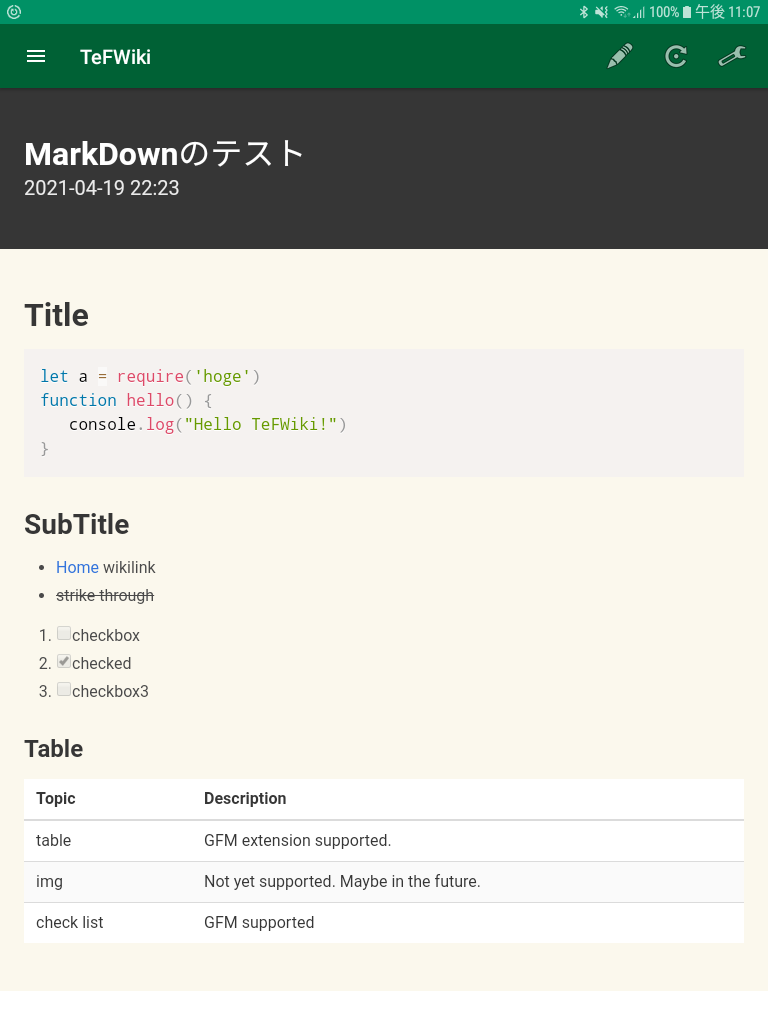 100% 午後 11:07
TeFWiki
MarkDownのテスト
2021-04-19 22:23
Title
let a = require('hoge')
function hello() {
   console.log("Hello TeFWiki!")
}
SubTitle
• Home wikilink
• strike through
1. checkbox
2. checked
3. checkbox3
Table
Topic Description
table GFM extension supported.
img Not yet supported. Maybe in the future.
check list GFM supported